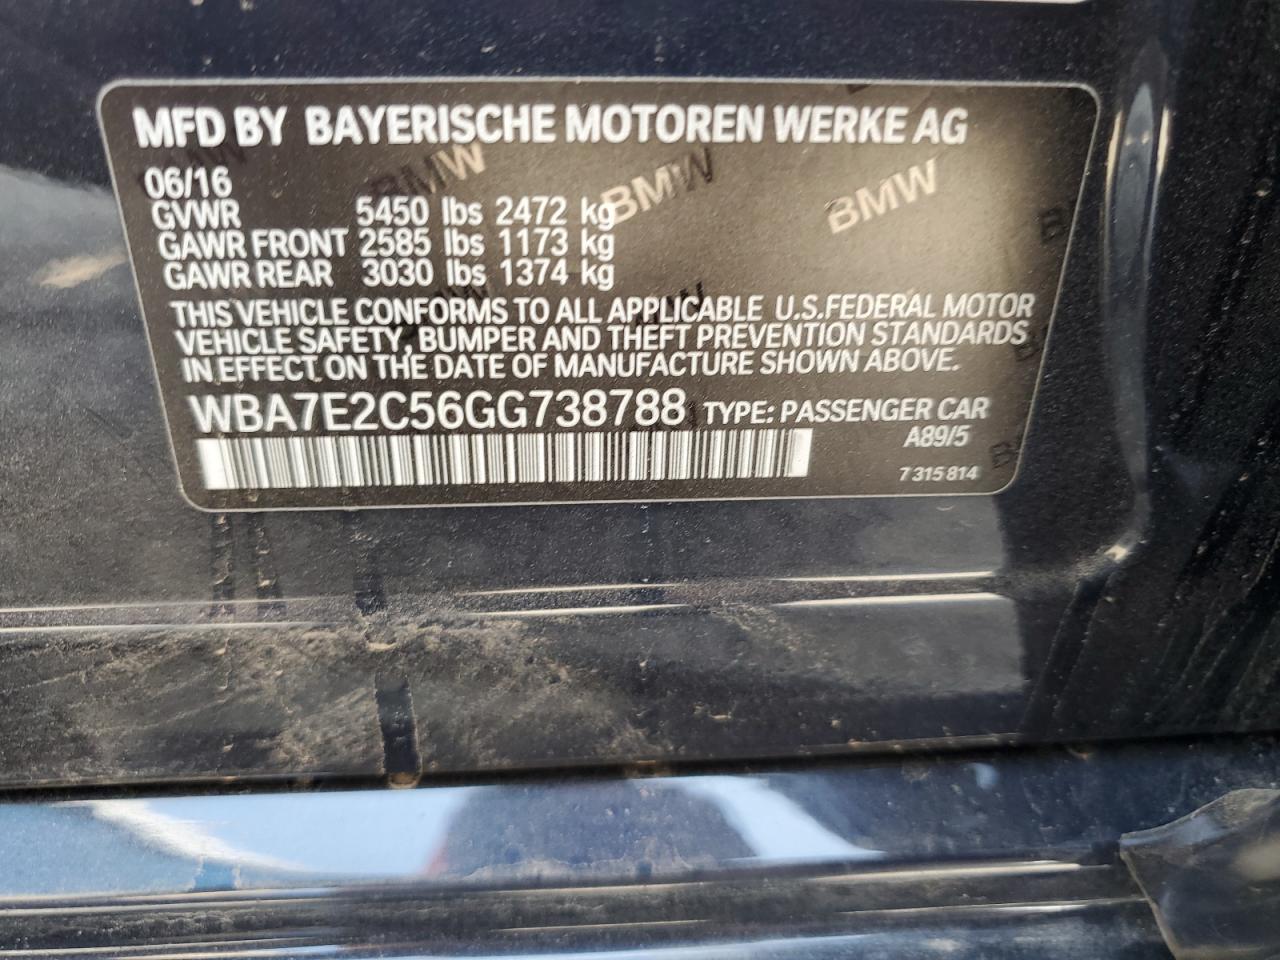 MFD BY BAYERISCHE MOTOREN WERKE AG
06/16
GVWR 5450 lbs 2472 kg
GAWR FRONT 2585 lbs 1173 kg
GAWR REAR 3030 lbs 1374 kg
BMW BMW BMW
THIS VEHICLE CONFORMS TO ALL APPLICABLE U.S.FEDERAL MOTOR
VEHICLE SAFETY, BUMPER AND THEFT PREVENTION STANDARDS
IN EFFECT ON THE DATE OF MANUFACTURE SHOWN ABOVE.
WBA7E2C56GG738788 TYPE: PASSENGER CAR
A89/5
7 315 814